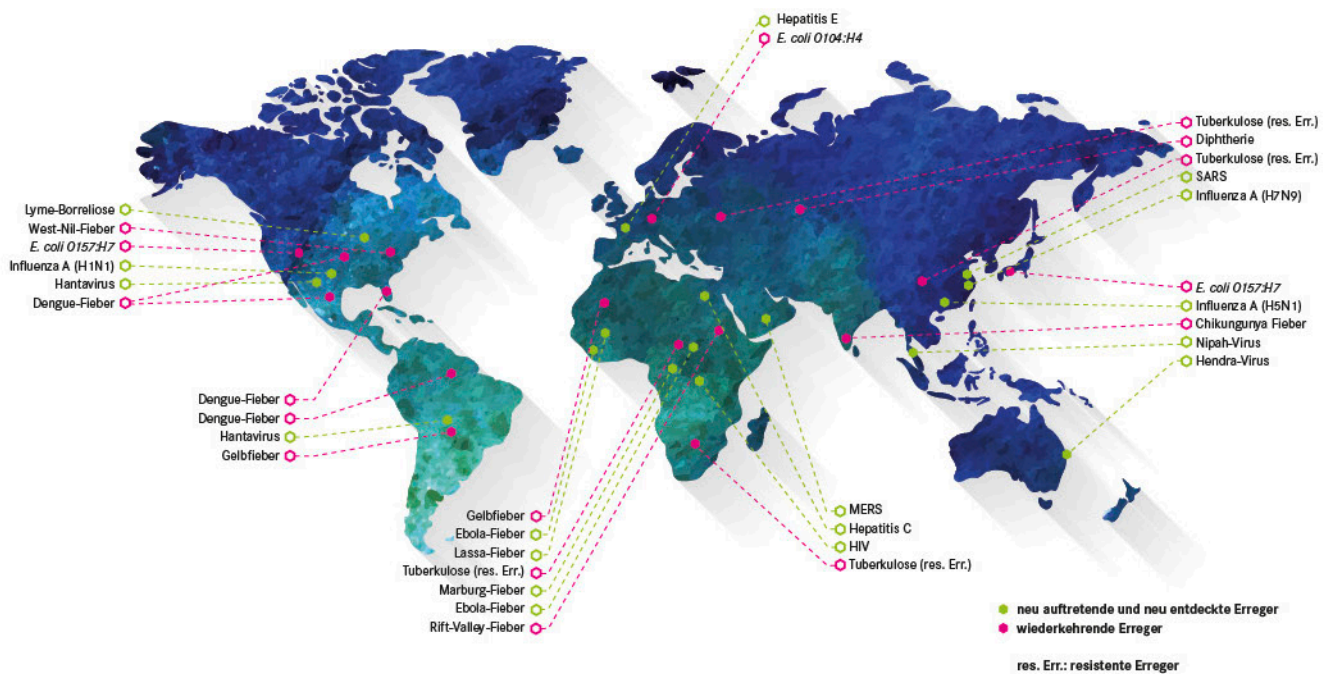 Hepatitis E
E. coli O104:H4
Tuberkulose (res. Err.)
Diphtherie
Tuberkulose (res. Err.)
SARS
Influenza A (H7N9)
Lyme-Borreliose
West-Nil-Fieber
E. coli O157:H7
Influenza A (H1N1)
Hantavirus
Dengue-Fieber
E. coli O157:H7
Influenza A (H5N1)
Chikungunya Fieber
Nipah-Virus
Hendra-Virus
Dengue-Fieber
Dengue-Fieber
Hantavirus
Gelbfieber
Gelbfieber
Ebola-Fieber
Lassa-Fieber
Tuberkulose (res. Err.)
Marburg-Fieber
Ebola-Fieber
Rift-Valley-Fieber
MERS
Hepatitis C
HIV
Tuberkulose (res. Err.)
neu auftretende und neu entdeckte Erreger
wiederkehrende Erreger
res. Err.: resistente Erreger